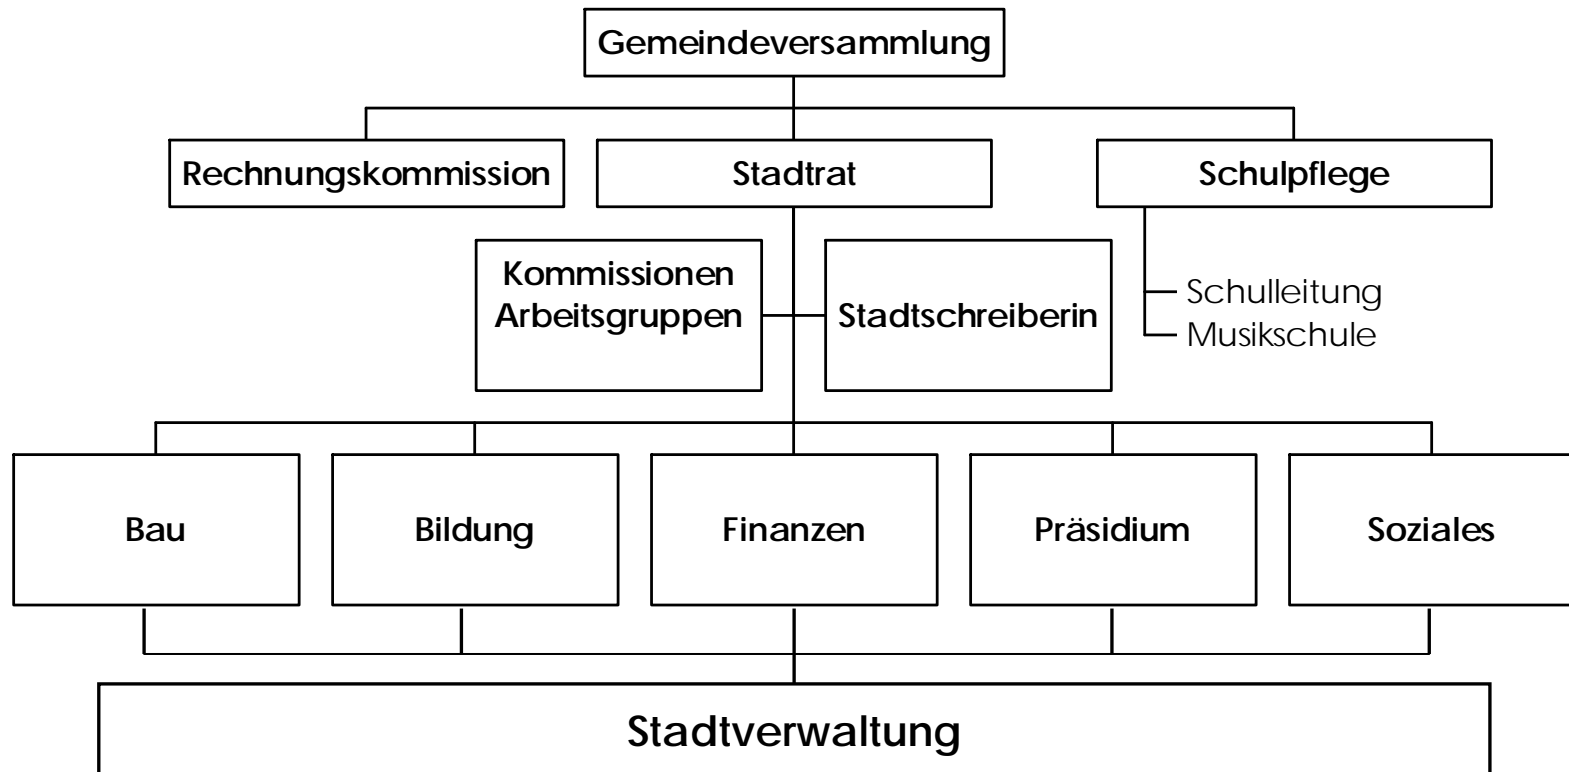 Gemeindeversammlung
Rechnungskommission
Stadtrat
Schulpflege
Kommissionen
Arbeitsgruppen
Stadtschreiberin
Schulleitung
Musikschule
Bau
Bildung
Finanzen
Präsidium
Soziales
Stadtverwaltung